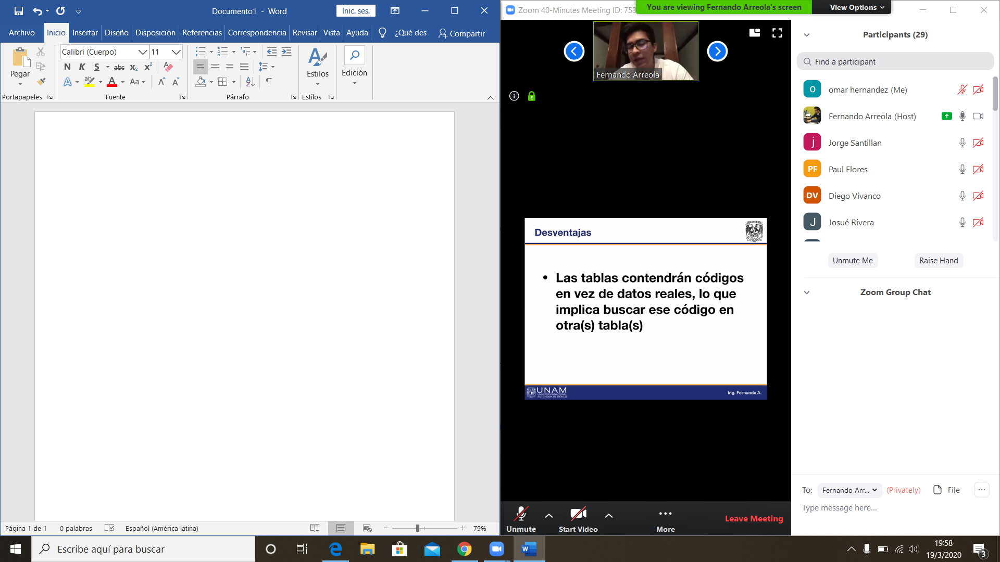 Documento1 - Word
Inic. ses.
Archivo Inicio Insertar Diseño Disposición Referencias Correspondencia Revisar Vista Ayuda ¿Qué des Compartir
Pegar
Portapapeles
Calibri (Cuerpo) 11
N K S abc x₂ x²
A ab A Aa A A
Fuente
Párrafo
Estilos
Estilos
Edición
Página 1 de 1 0 palabras Español (América latina) 79%
Zoom 40-Minutes Meeting ID: 753
You are viewing Fernando Arreola's screen View Options
Fernando Arreola
Desventajas
• Las tablas contendrán códigos
en vez de datos reales, lo que
implica buscar ese código en
otra(s) tabla(s)
UNAM
UNIVERSIDAD NACIONAL
AUTÓNOMA DE MÉXICO
Ing. Fernando A.
Unmute Start Video More Leave Meeting
Participants (29)
Find a participant
o omar hernandez (Me)
Fernando Arreola (Host)
j Jorge Santillan
PF Paul Flores
DV Diego Vivanco
J Josué Rivera
Unmute Me Raise Hand
Zoom Group Chat
To: Fernando Arr... (Privately) File
Type message here...
Escribe aquí para buscar
19:58
19/3/2020
3